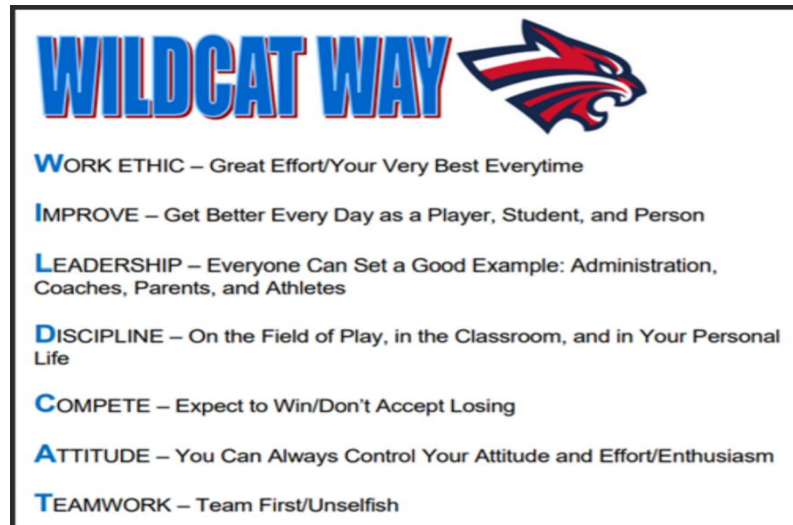 WILDCAT WAY
WORK ETHIC – Great Effort/Your Very Best Everytime
IMPROVE – Get Better Every Day as a Player, Student, and Person
LEADERSHIP – Everyone Can Set a Good Example: Administration,
Coaches, Parents, and Athletes
DISCIPLINE – On the Field of Play, in the Classroom, and in Your Personal
Life
COMPETE – Expect to Win/Don’t Accept Losing
ATTITUDE – You Can Always Control Your Attitude and Effort/Enthusiasm
TEAMWORK – Team First/Unselfish